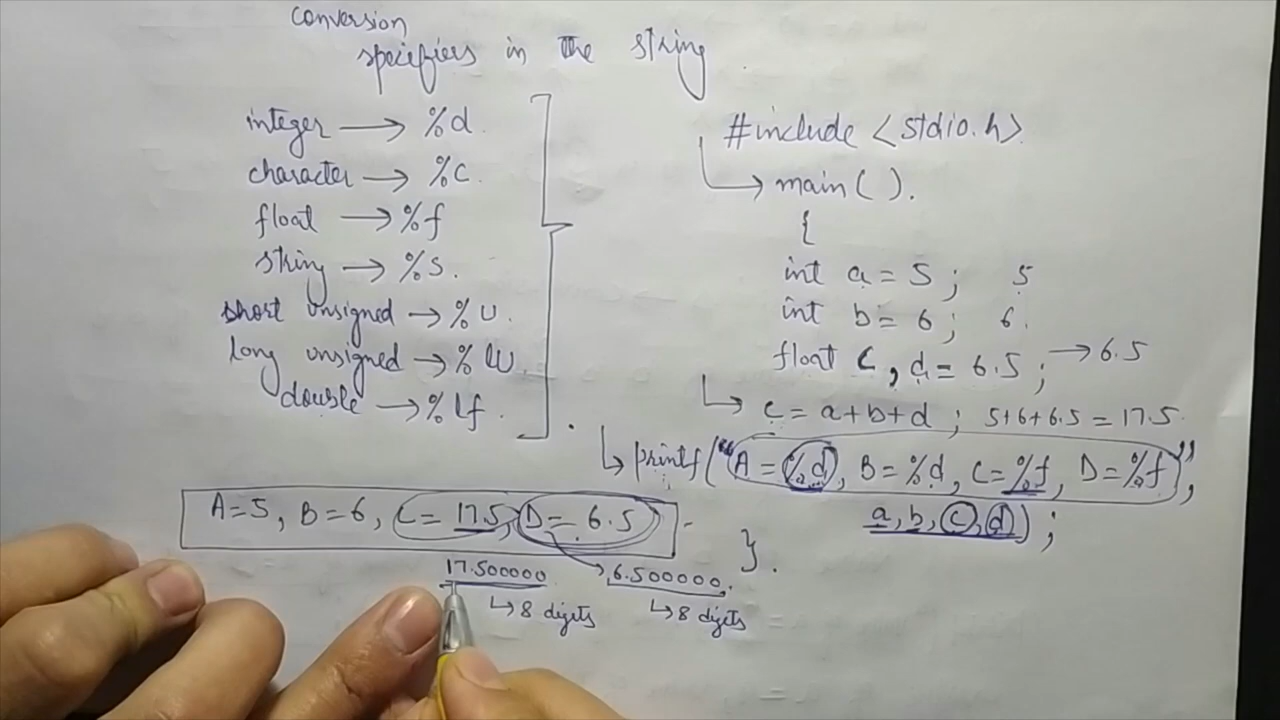 conversion
specifiers in the string
integer → %d
character → %c.
float → %f
string → %s.
short unsigned → %u.
long unsigned → %lu
double → %lf.
#include <stdio.h>
→ main( ).
{
int a = 5 ; 5
int b = 6 ; 6.
float c , d = 6.5 ; → 6.5
→ c = a+b+d ; 5+6+6.5 = 17.5
→ printf("A = %d, B = %d, C = %f, D = %f",
a, b, c, d) ;
}.
A=5, B=6, C= 17.5, D= 6.5
17.500000 → 6.500000.
→ 8 digits → 8 digits